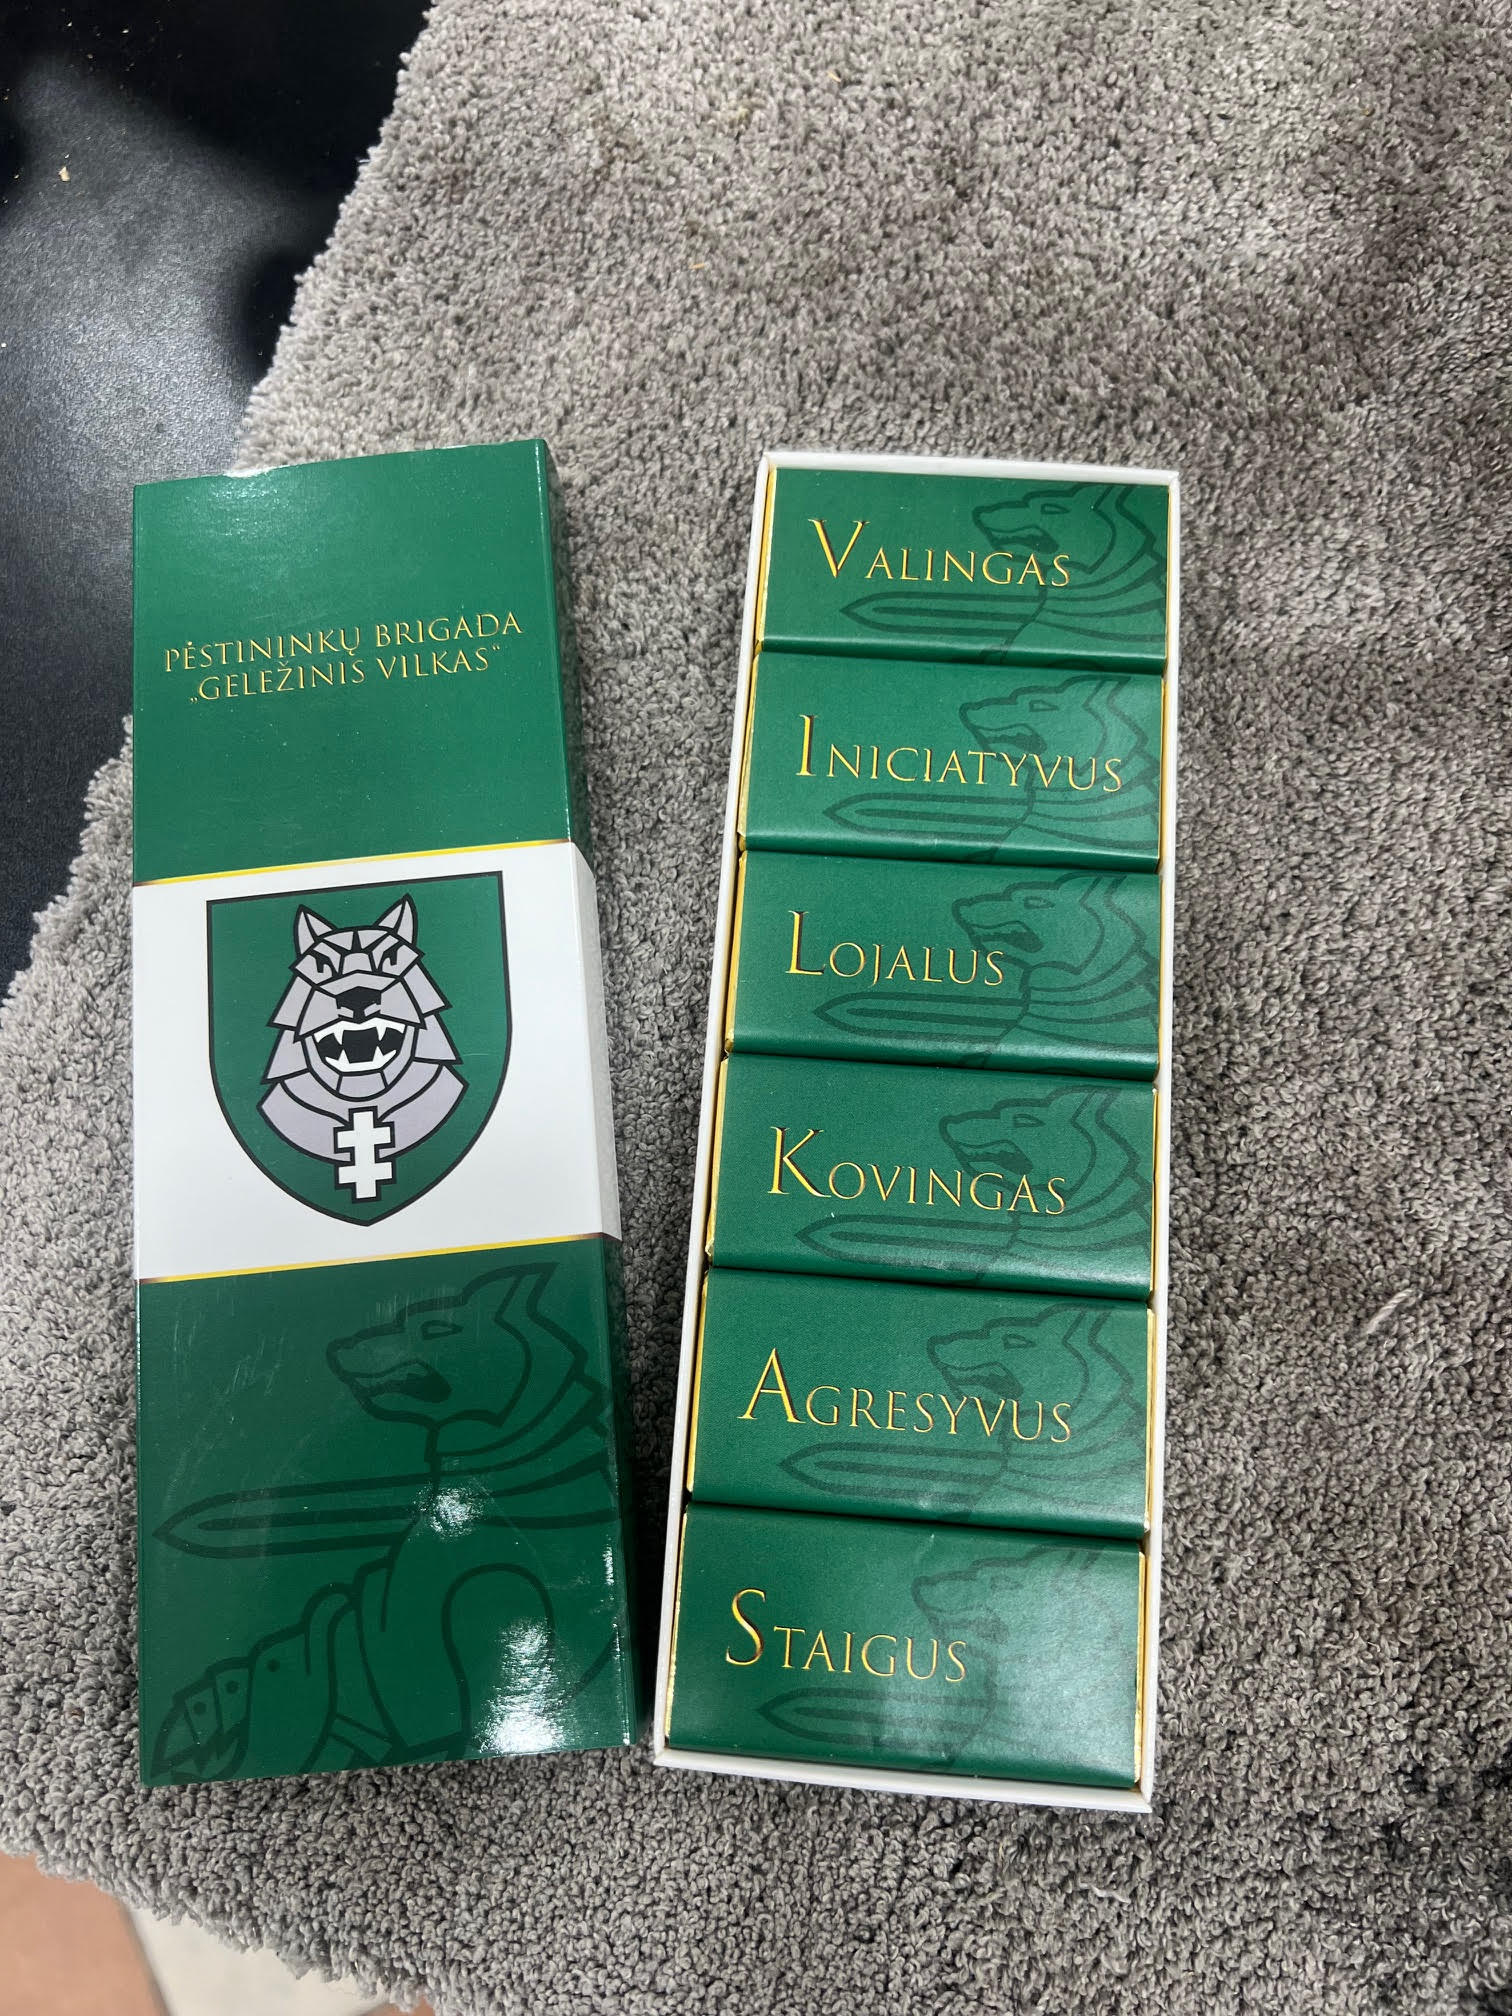 PĖSTININKŲ BRIGADA
„GELEŽINIS VILKAS“
VALINGAS
INICIATYVUS
LOJALUS
KOVINGAS
AGRESYVUS
STAIGUS